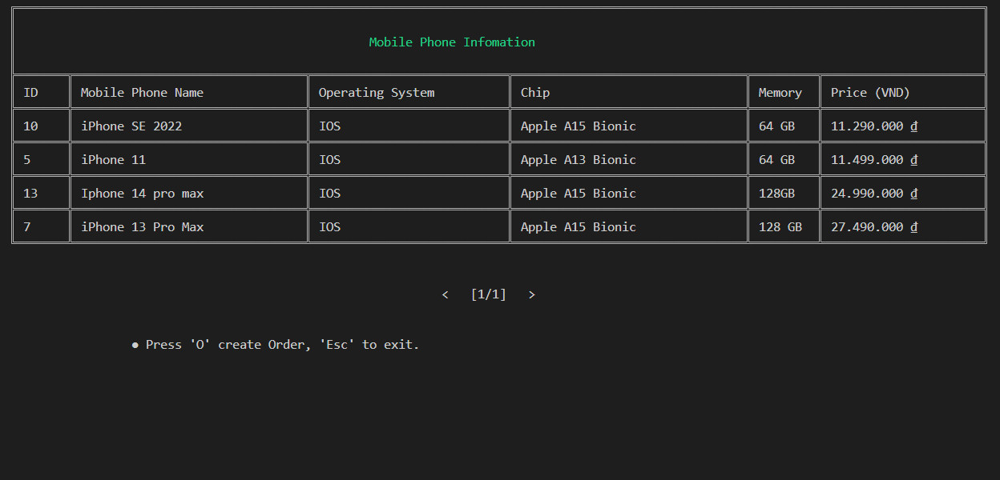 Mobile Phone Infomation
ID Mobile Phone Name Operating System Chip Memory Price (VND)
10 iPhone SE 2022 IOS Apple A15 Bionic 64 GB 11.290.000 ₫
5 iPhone 11 IOS Apple A13 Bionic 64 GB 11.499.000 ₫
13 Iphone 14 pro max IOS Apple A15 Bionic 128GB 24.990.000 ₫
7 iPhone 13 Pro Max IOS Apple A15 Bionic 128 GB 27.490.000 ₫
< [1/1] >
● Press 'O' create Order, 'Esc' to exit.